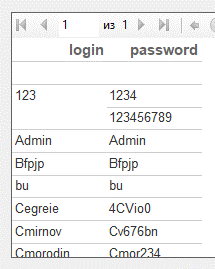 1 из 1
login password
123 1234
123456789
Admin Admin
Bfpjp Bfpjp
bu bu
Cegreie 4CVio0
Cmirnov Cv676bn
Cmorodin Cmor234